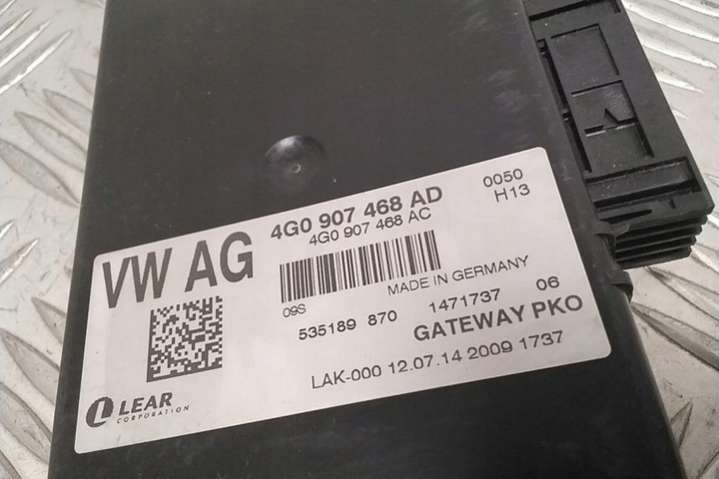 VW AG
4G0 907 468 AD
4G0 907 468 AC
0050
H13
09S
MADE IN GERMANY
535189 870
1471737
06
GATEWAY PKO
LAK-000 12.07.14 2009 1737
LEAR
CORPORATION